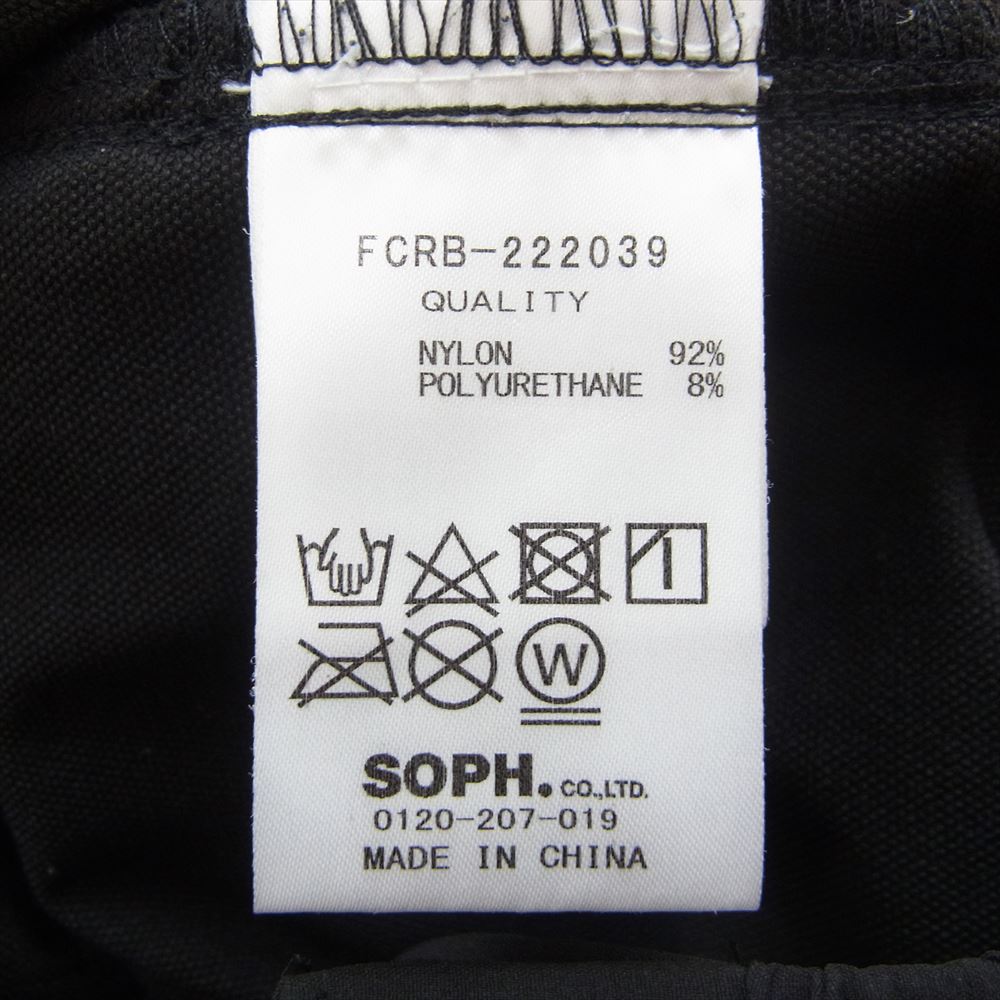 FCRB-222039
QUALITY
NYLON 92%
POLYURETHANE 8%
W
SOPH. CO.,LTD.
0120-207-019
MADE IN CHINA